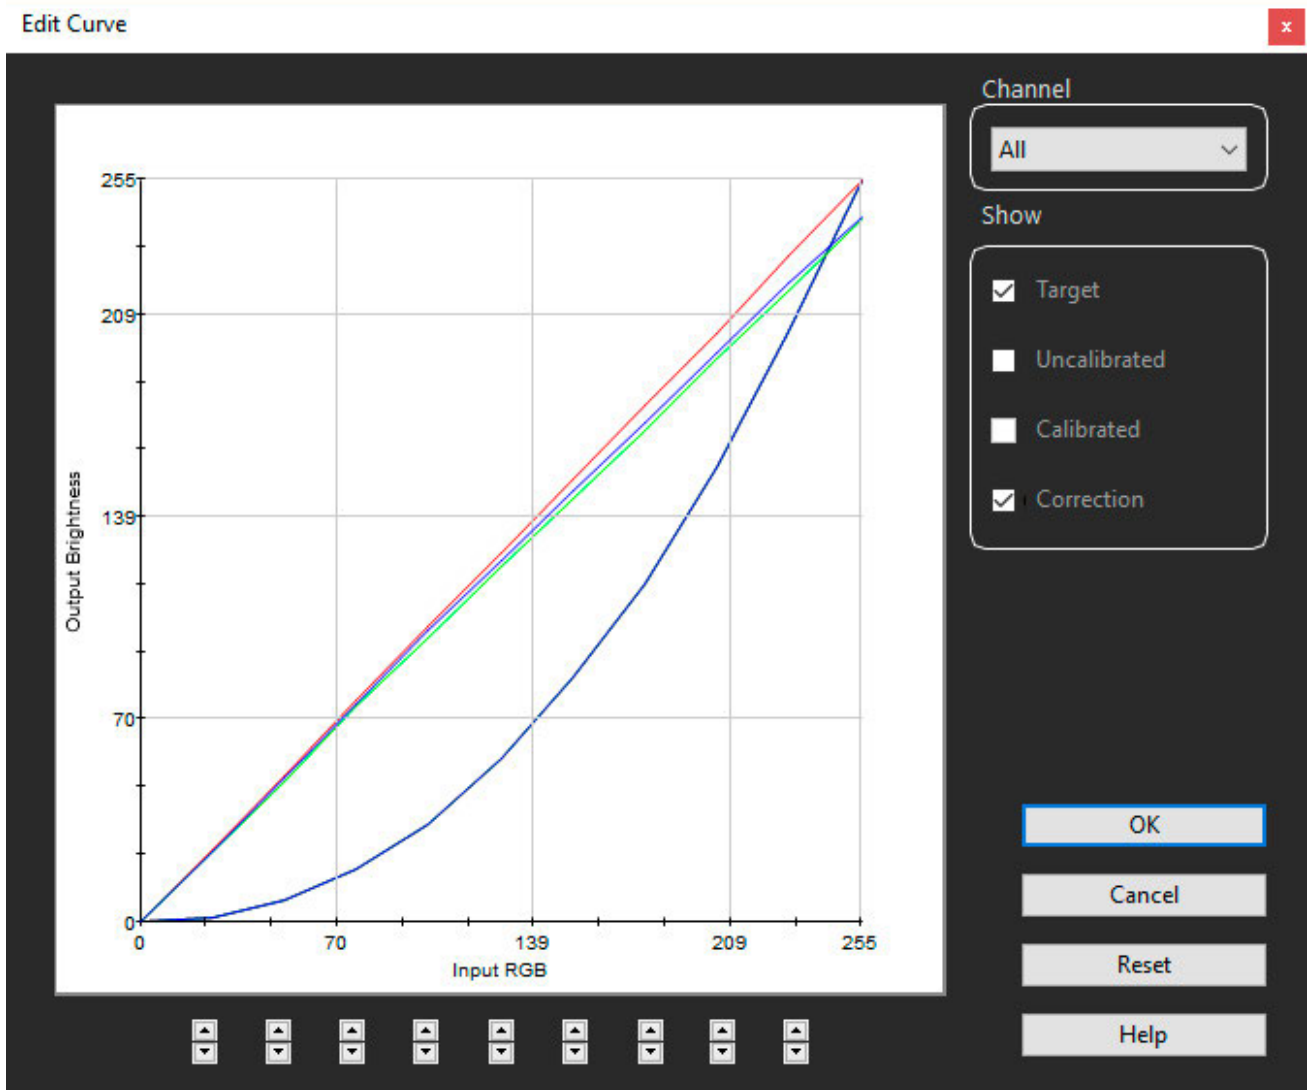 Edit Curve
x
Channel
All
Show
Target
Uncalibrated
Calibrated
Correction
255
209
139
70
0
Output Brightness
0 70 139 209 255
Input RGB
OK
Cancel
Reset
Help